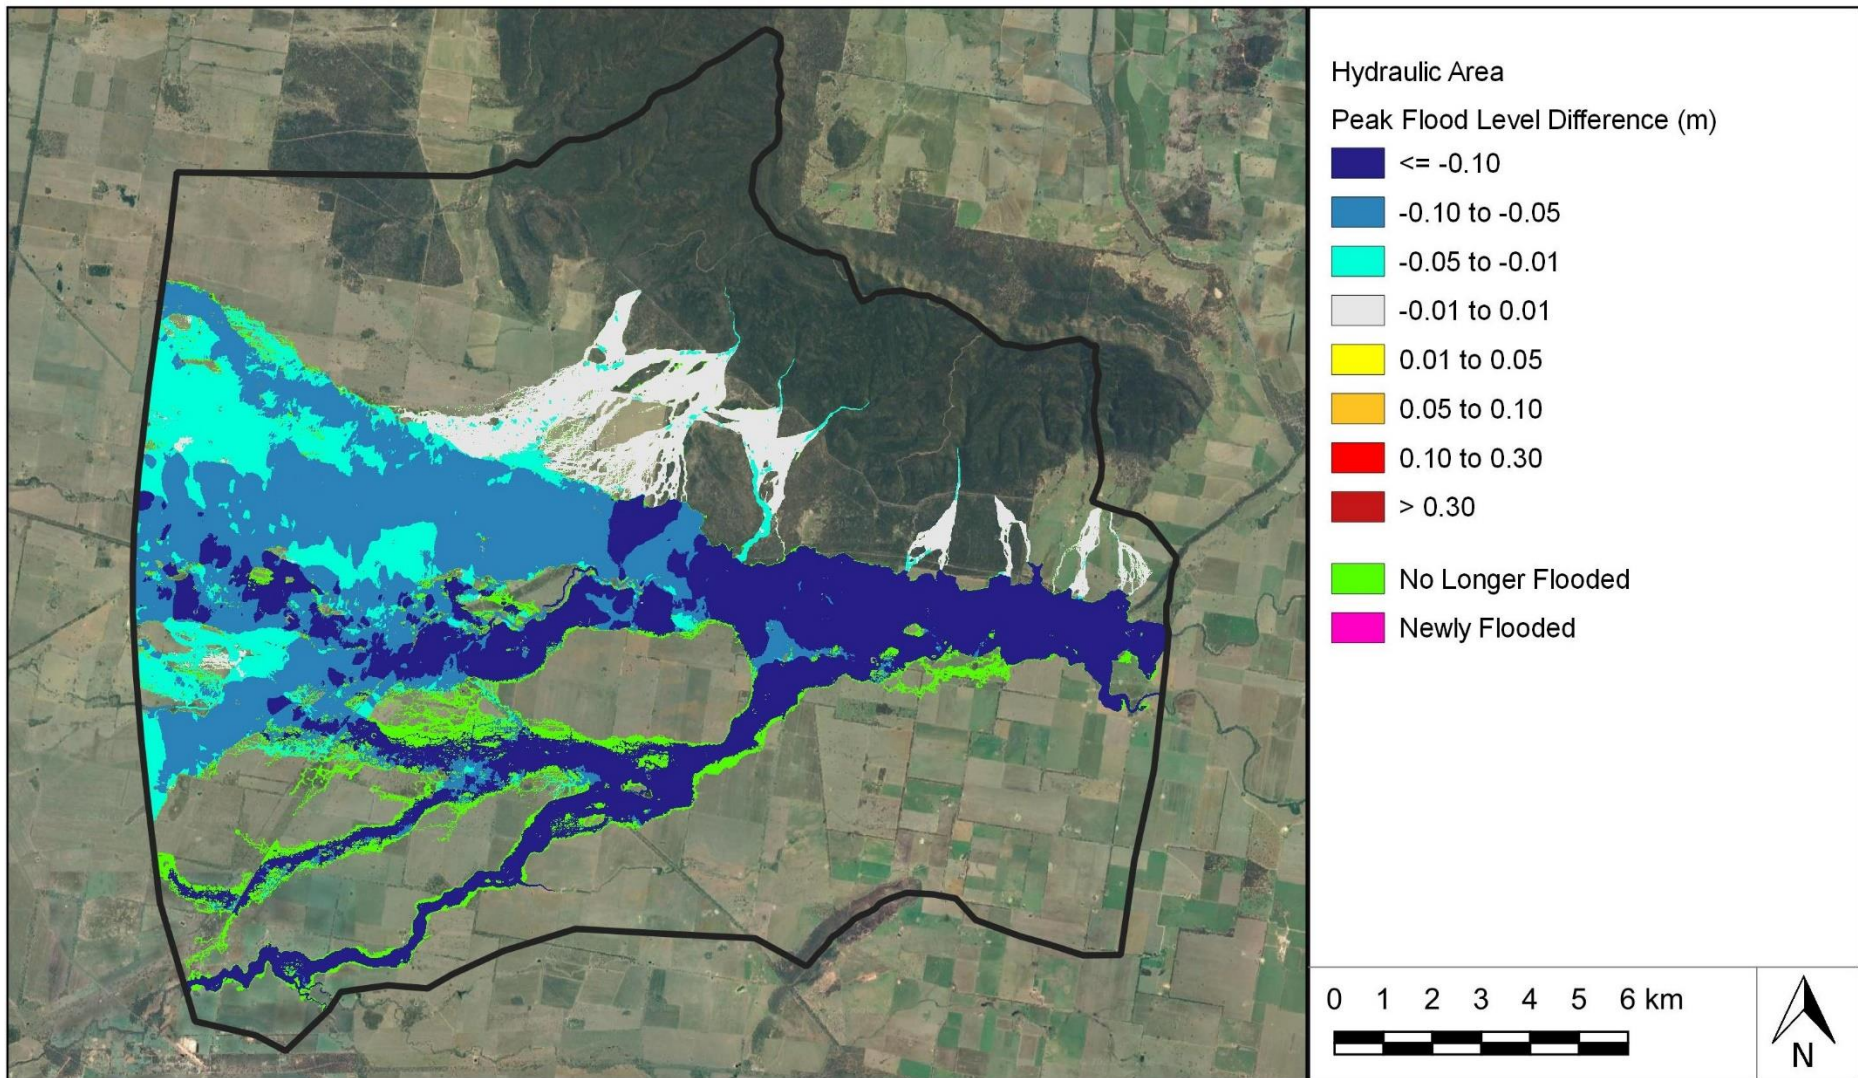 Hydraulic Area
Peak Flood Level Difference (m)
<= -0.10
-0.10 to -0.05
-0.05 to -0.01
-0.01 to 0.01
0.01 to 0.05
0.05 to 0.10
0.10 to 0.30
> 0.30
No Longer Flooded
Newly Flooded
0 1 2 3 4 5 6 km
N